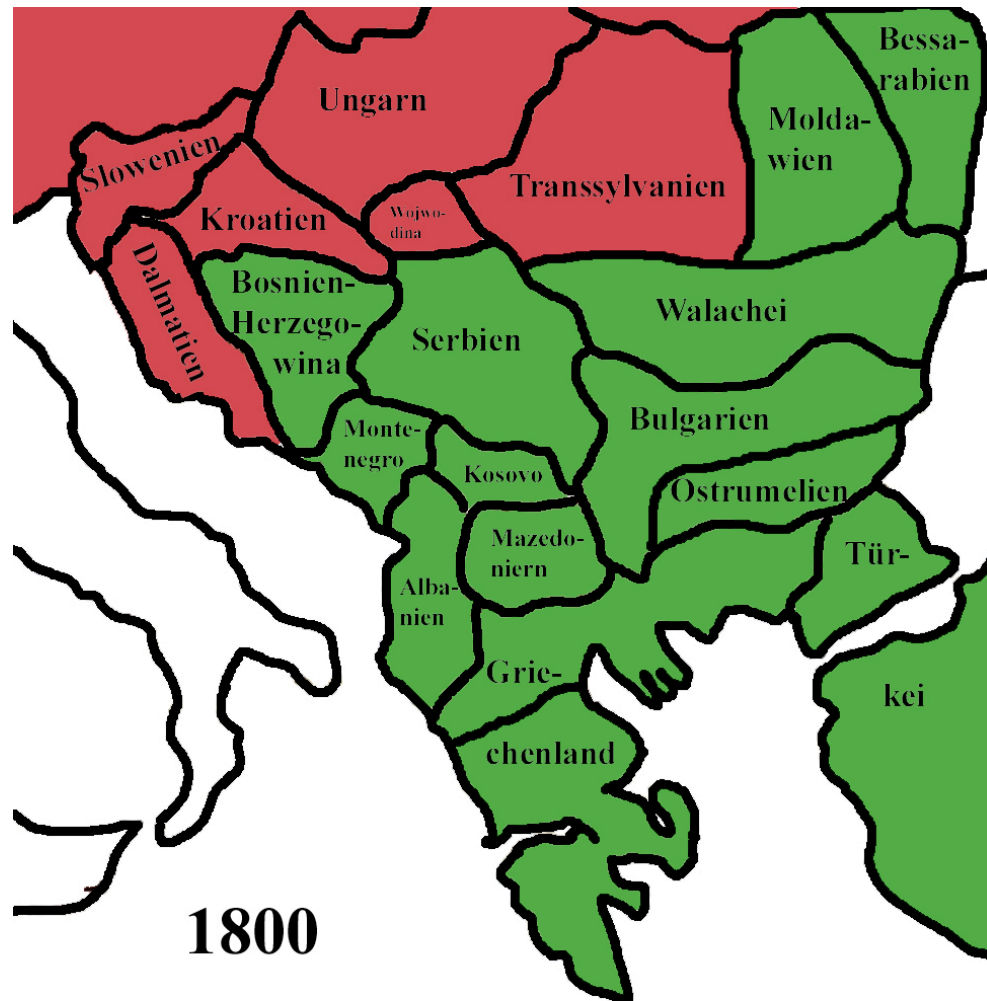 Bessa-
rabien
Ungarn
Molda-
wien
Slowenien
Transsylvanien
Kroatien
Wojwo-
dina
Dalmatien
Bosnien-
Herzego-
wina
Walachei
Serbien
Bulgarien
Monte-
negro
Kosovo
Ostrumelien
Mazedo-
niern
Tür-
Alba-
nien
Grie-
kei
chenland
1800